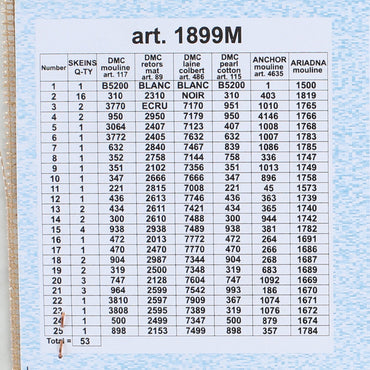 art. 1899M
Number SKEINS Q-TY DMC mouline art. 117 DMC retors mat art. 89 DMC laine colbert art. 486 DMC pearl cotton art. 115 ANCHOR mouline art. 4635 ARIADNA mouline
1 1 B5200 BLANC BLANC B5200 1 1500
2 16 310 2310 NOIR 310 403 1819
3 2 3770 ECRU 7170 951 1010 1765
4 2 950 2950 7179 950 4146 1766
5 1 3064 2407 7123 407 1008 1768
6 1 3772 2405 7632 632 1007 1783
7 1 632 2840 7467 839 1086 1785
8 1 352 2758 7144 758 336 1747
9 1 351 2102 7356 351 1013 1749
10 1 347 2666 7666 347 896 1758
11 1 221 2815 7008 221 45 1573
12 1 436 2613 7746 436 363 1739
13 2 434 2611 7421 434 365 1740
14 2 300 2610 7488 300 944 1742
15 4 938 2938 7489 938 381 1782
16 1 472 2013 7772 472 264 1691
17 1 470 2470 7770 470 266 1686
18 2 904 2987 7344 904 268 1687
19 2 319 2500 7348 319 683 1689
20 3 747 2128 7604 747 1092 1669
21 3 964 2599 7542 993 186 1670
22 1 3810 2597 7909 367 1074 1671
23 1 3808 2595 7389 319 1076 1672
24 1 500 2499 7347 500 879 1674
25 1 898 2153 7499 898 357 1784
Total = 53